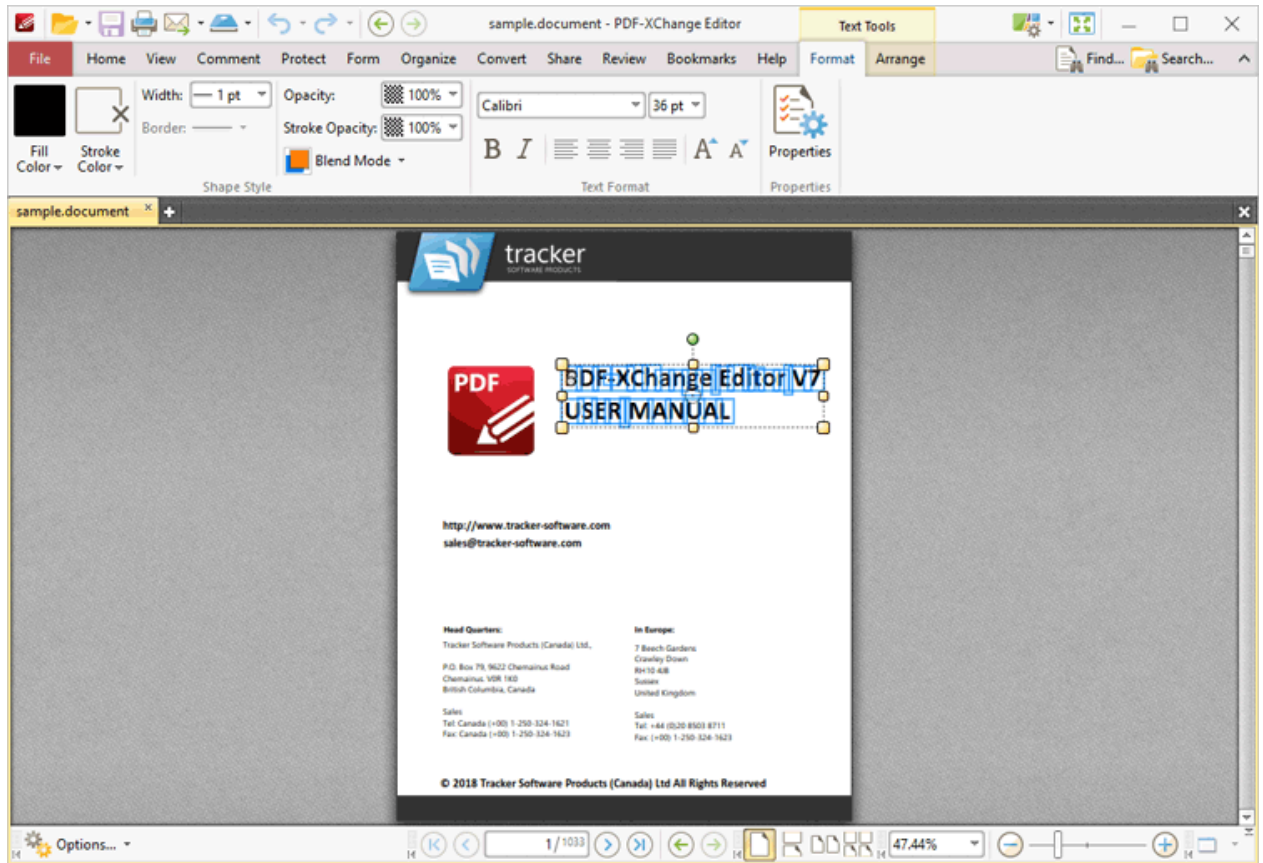 sample.document - PDF-XChange Editor
Text Tools
File Home View Comment Protect Form Organize Convert Share Review Bookmarks Help Format Arrange Find... Search...
Width: 1 pt Opacity: 100% Calibri 36 pt
Border: Stroke Opacity: 100%
Fill Color Stroke Color Blend Mode B I A A Properties
Shape Style Text Format Properties
sample.document
tracker
SOFTWARE PRODUCTS
PDF
BDF-XChange Editor V7
USER MANUAL
http://www.tracker-software.com
sales@tracker-software.com
Head Quarters:
Tracker Software Products (Canada) Ltd.,
P.O. Box 79, 9622 Chemainus Road
Chemainus, V0R 1K0
British Columbia, Canada
Sales
Tel: Canada (+00) 1-250-324-1621
Fax: Canada (+00) 1-250-324-1623
In Europe:
7 Beech Gardens
Crawley Down
RH10 4JB
Sussex
United Kingdom
Sales
Tel: +44 (0)20 8503 8711
Fax: (+00) 1-250-324-1623
© 2018 Tracker Software Products (Canada) Ltd All Rights Reserved
Options... 1/1033 47.44%